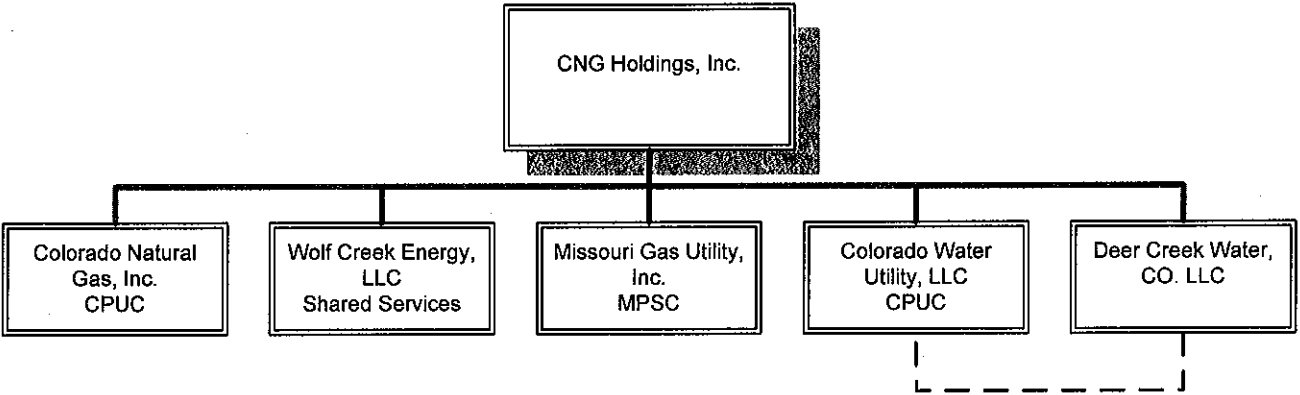 CNG Holdings, Inc.
Colorado Natural
Gas, Inc.
CPUC
Wolf Creek Energy,
LLC
Shared Services
Missouri Gas Utility,
Inc.
MPSC
Colorado Water
Utility, LLC
CPUC
Deer Creek Water,
CO. LLC